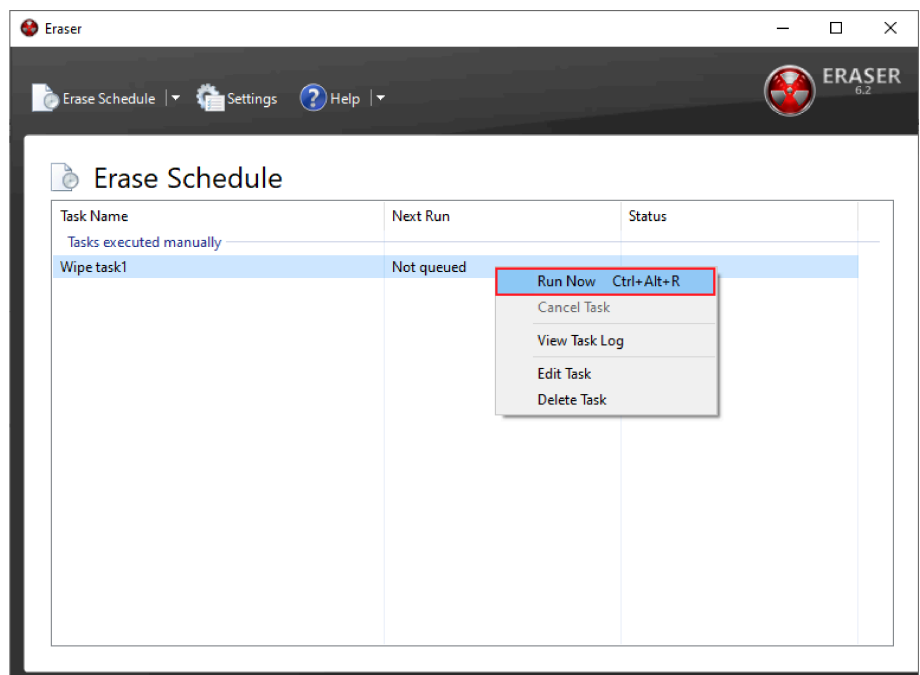 Eraser
Erase Schedule Settings ? Help
ERASER
6.2
Erase Schedule
Task Name Next Run Status
Tasks executed manually
Wipe task1 Not queued
Run Now Ctrl+Alt+R
Cancel Task
View Task Log
Edit Task
Delete Task